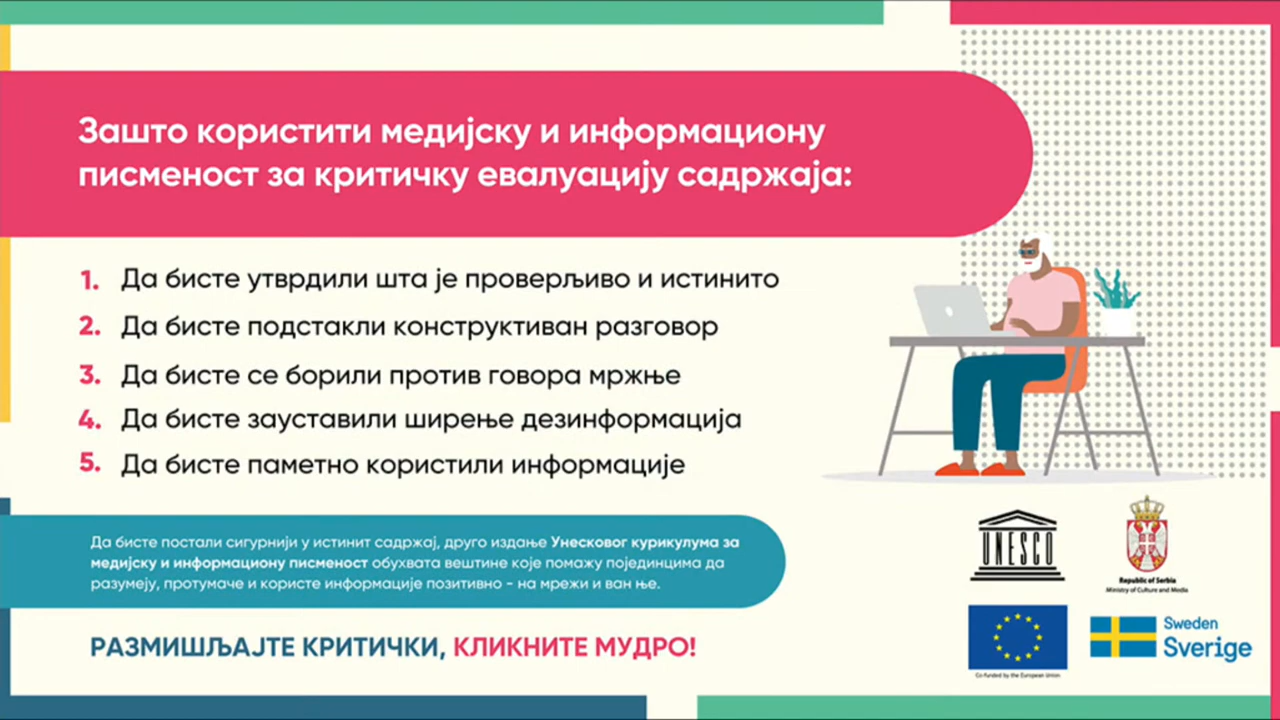 Зашто користити медијску и информациону
писменост за критичку евалуацију садржаја:
1. Да бисте утврдили шта је проверљиво и истинито
2. Да бисте подстакли конструктиван разговор
3. Да бисте се борили против говора мржње
4. Да бисте зауставили ширење дезинформација
5. Да бисте паметно користили информације
Да бисте постали сигурнији у истинит садржај, друго издање Унесковог курикулума за
медијску и информациону писменост обухвата вештине које помажу појединцима да
разумеју, протумаче и користе информације позитивно - на мрежи и ван ње.
РАЗМИШЉАЈТЕ КРИТИЧКИ, КЛИКНИТЕ МУДРО!
UNESCO
Republic of Serbia
Ministry of Culture and Media
Co-funded by the European Union
Sweden
Sverige